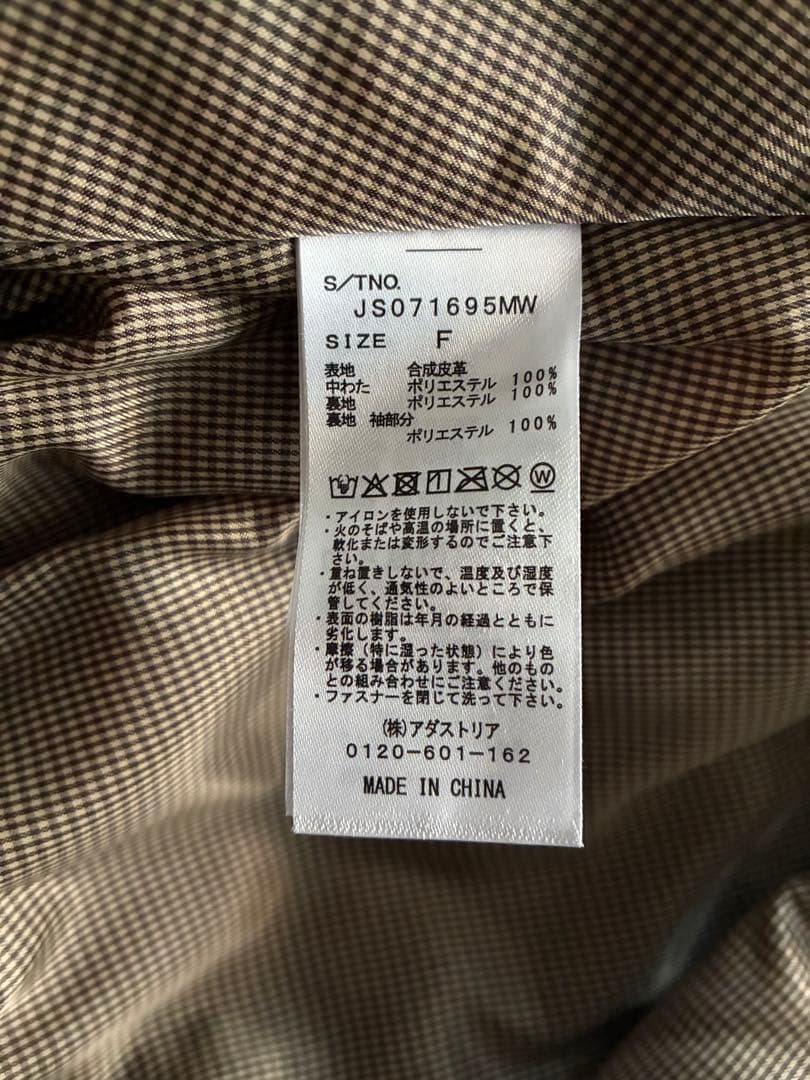 S/TNO.
JS071695MW
SIZE F
表地 合成皮革
中わた ポリエステル 100%
裏地 ポリエステル 100%
裏地 袖部分
ポリエステル 100%
W
・アイロンを使用しないで下さい。
・火のそばや高温の場所に置くと、
軟化または変形するのでご注意下
さい。
・重ね置きしないで、温度及び湿度
が低く、通気性のよいところで保
管してください。
・表面の樹脂は年月の経過とともに
劣化します。
・摩擦（特に湿った状態）により色
が移る場合があります。他のもの
との組み合わせにご注意ください。
・ファスナーを閉じて洗って下さい。
(株)アダストリア
0120-601-162
MADE IN CHINA